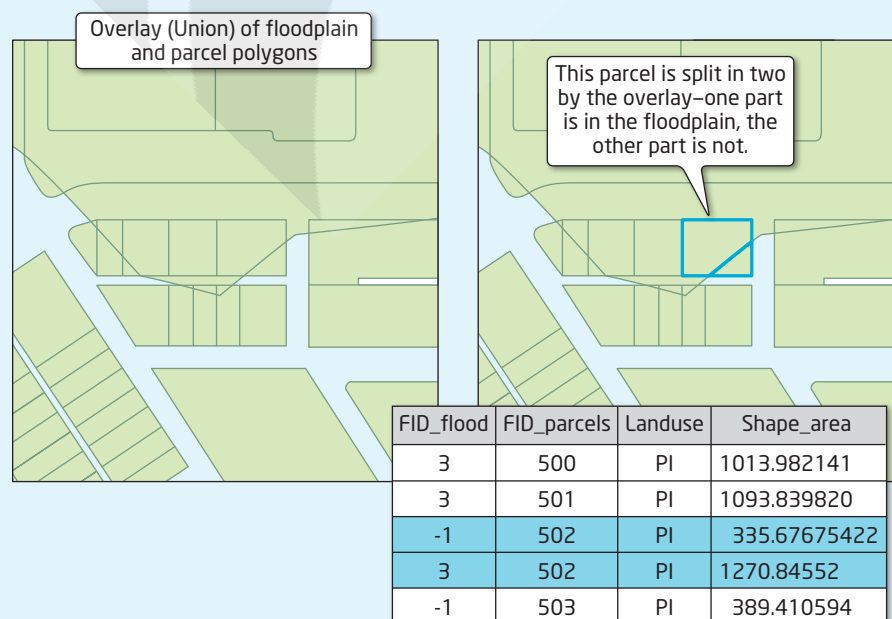 Overlay (Union) of floodplain
and parcel polygons
This parcel is split in two
by the overlay–one part
is in the floodplain, the
other part is not.
FID_flood FID_parcels Landuse Shape_area
3 500 PI 1013.982141
3 501 PI 1093.839820
-1 502 PI 335.67675422
3 502 PI 1270.84552
-1 503 PI 389.410594